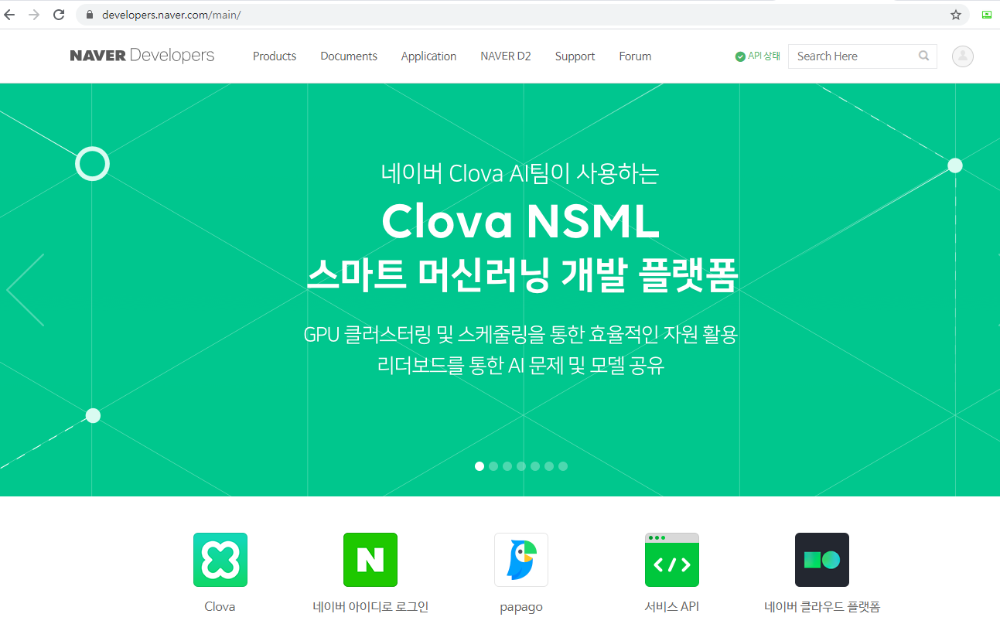 developers.naver.com/main/
NAVER Developers Products Documents Application NAVER D2 Support Forum API 상태 Search Here
네이버 Clova AI팀이 사용하는
Clova NSML
스마트 머신러닝 개발 플랫폼
GPU 클러스터링 및 스케줄링을 통한 효율적인 자원 활용
리더보드를 통한 AI 문제 및 모델 공유
N
Clova 네이버 아이디로 로그인 papago 서비스 API 네이버 클라우드 플랫폼